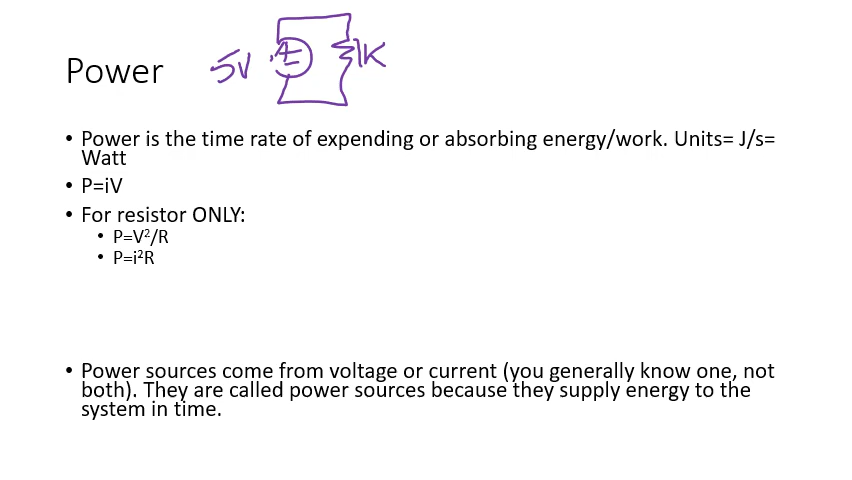 Power
5V
±
1K
• Power is the time rate of expending or absorbing energy/work. Units= J/s=
Watt
• P=iV
• For resistor ONLY:
• P=V²/R
• P=i²R
• Power sources come from voltage or current (you generally know one, not
both). They are called power sources because they supply energy to the
system in time.